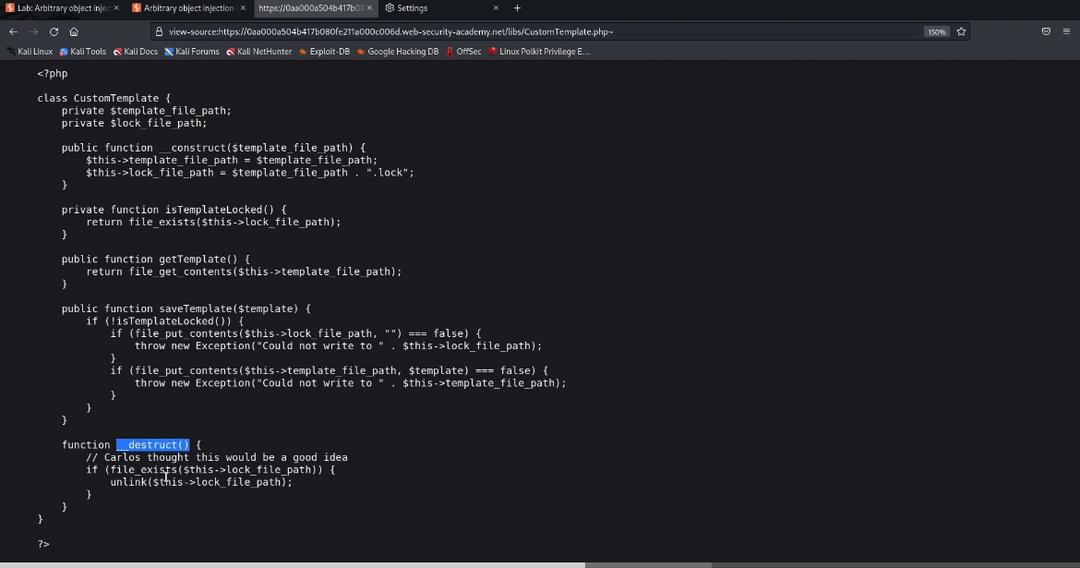 Lab: Arbitrary object injec
Arbitrary object injection
https://0aa000a504b417b08
Settings
view-source:https://0aa000a504b417b080fe211a000c006d.web-security-academy.net/libs/CustomTemplate.php~
150%
Kali Linux
Kali Tools
Kali Docs
Kali Forums
Kali NetHunter
Exploit-DB
Google Hacking DB
OffSec
Linux Polkit Privilege E...
<?php
class CustomTemplate {
private $template_file_path;
private $lock_file_path;
public function __construct($template_file_path) {
$this->template_file_path = $template_file_path;
$this->lock_file_path = $template_file_path . ".lock";
}
private function isTemplateLocked() {
return file_exists($this->lock_file_path);
}
public function getTemplate() {
return file_get_contents($this->template_file_path);
}
public function saveTemplate($template) {
if (!isTemplateLocked()) {
if (file_put_contents($this->lock_file_path, "") === false) {
throw new Exception("Could not write to " . $this->lock_file_path);
}
if (file_put_contents($this->template_file_path, $template) === false) {
throw new Exception("Could not write to " . $this->template_file_path);
}
}
}
function __destruct() {
// Carlos thought this would be a good idea
if (file_exists($this->lock_file_path)) {
unlink($this->lock_file_path);
}
}
}
?>